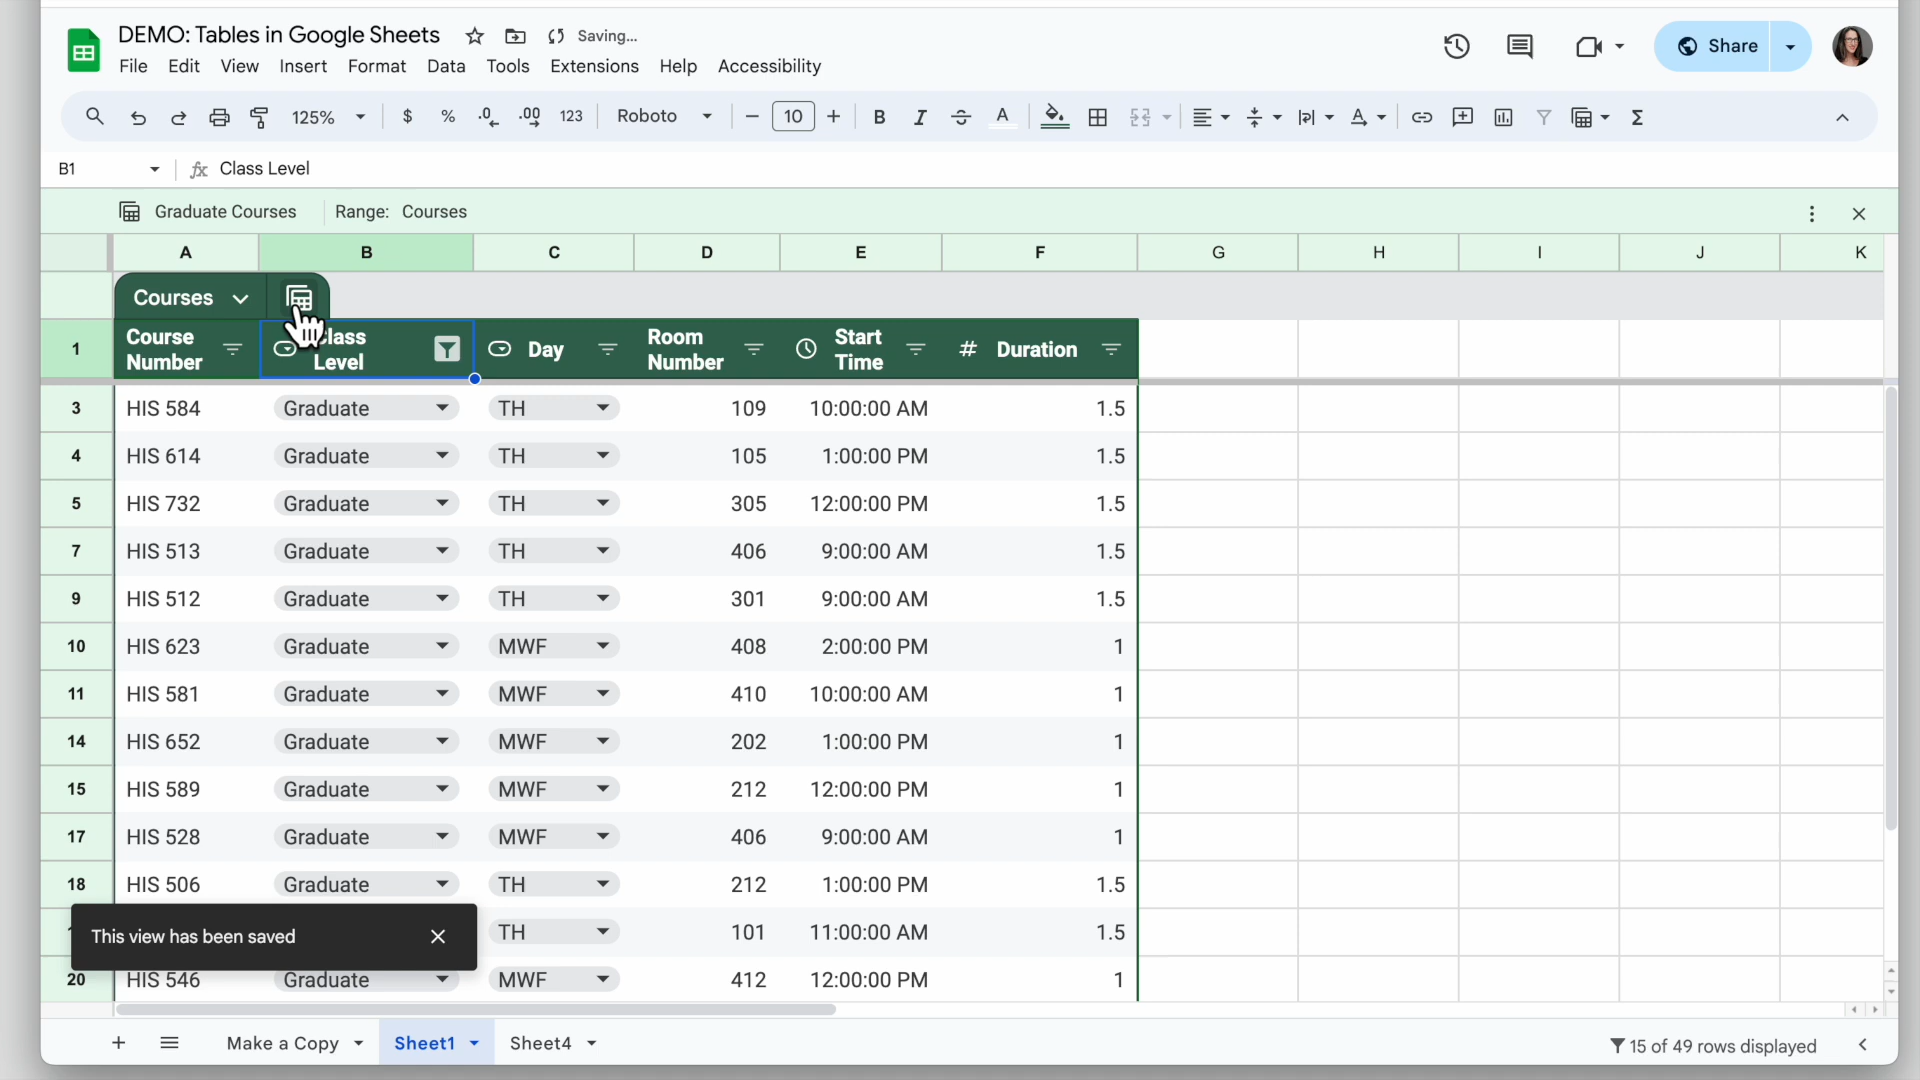 DEMO: Tables in Google Sheets Saving...
File Edit View Insert Format Data Tools Extensions Help Accessibility
Share
125% $ % .0 .00 123 Roboto 10 B I S A Σ
B1 fx Class Level
Graduate Courses Range: Courses
A B C D E F G H I J K
Courses
1 Course Number Class Level Day Room Number Start Time # Duration
3 HIS 584 Graduate TH 109 10:00:00 AM 1.5
4 HIS 614 Graduate TH 105 1:00:00 PM 1.5
5 HIS 732 Graduate TH 305 12:00:00 PM 1.5
7 HIS 513 Graduate TH 406 9:00:00 AM 1.5
9 HIS 512 Graduate TH 301 9:00:00 AM 1.5
10 HIS 623 Graduate MWF 408 2:00:00 PM 1
11 HIS 581 Graduate MWF 410 10:00:00 AM 1
14 HIS 652 Graduate MWF 202 1:00:00 PM 1
15 HIS 589 Graduate MWF 212 12:00:00 PM 1
17 HIS 528 Graduate MWF 406 9:00:00 AM 1
18 HIS 506 Graduate TH 212 1:00:00 PM 1.5
This view has been saved TH 101 11:00:00 AM 1.5
20 HIS 546 Graduate MWF 412 12:00:00 PM 1
Make a Copy Sheet1 Sheet4 15 of 49 rows displayed